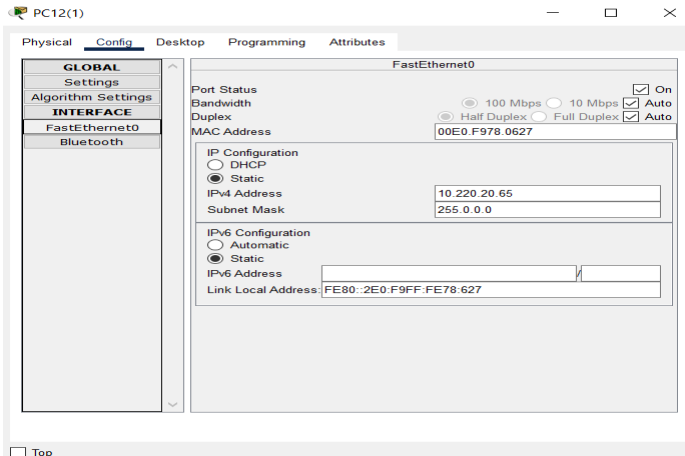 PC12(1)
Physical Config Desktop Programming Attributes
GLOBAL
Settings
Algorithm Settings
INTERFACE
FastEthernet0
Bluetooth
FastEthernet0
Port Status On
Bandwidth 100 Mbps 10 Mbps Auto
Duplex Half Duplex Full Duplex Auto
MAC Address 00E0.F978.0627
IP Configuration
DHCP
Static
IPv4 Address 10.220.20.65
Subnet Mask 255.0.0.0
IPv6 Configuration
Automatic
Static
IPv6 Address /
Link Local Address: FE80::2E0:F9FF:FE78:627
Top